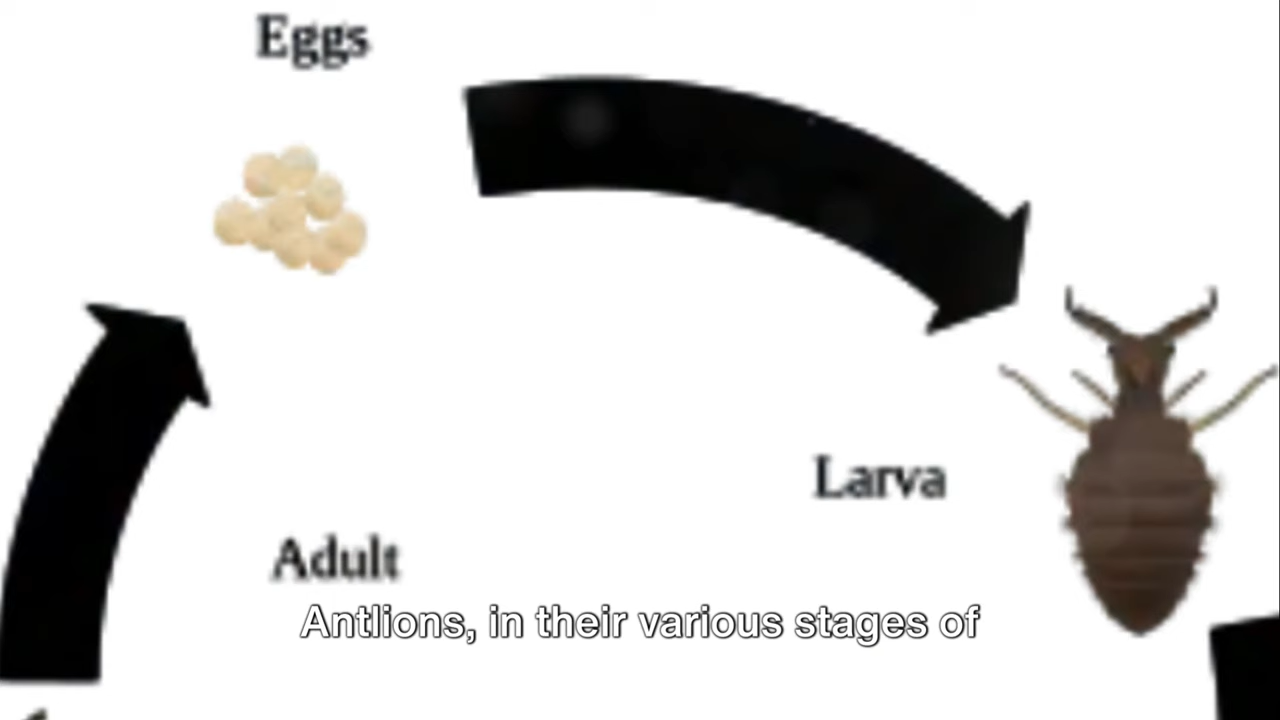 Eggs
Larva
Adult
Antlions, in their various stages of